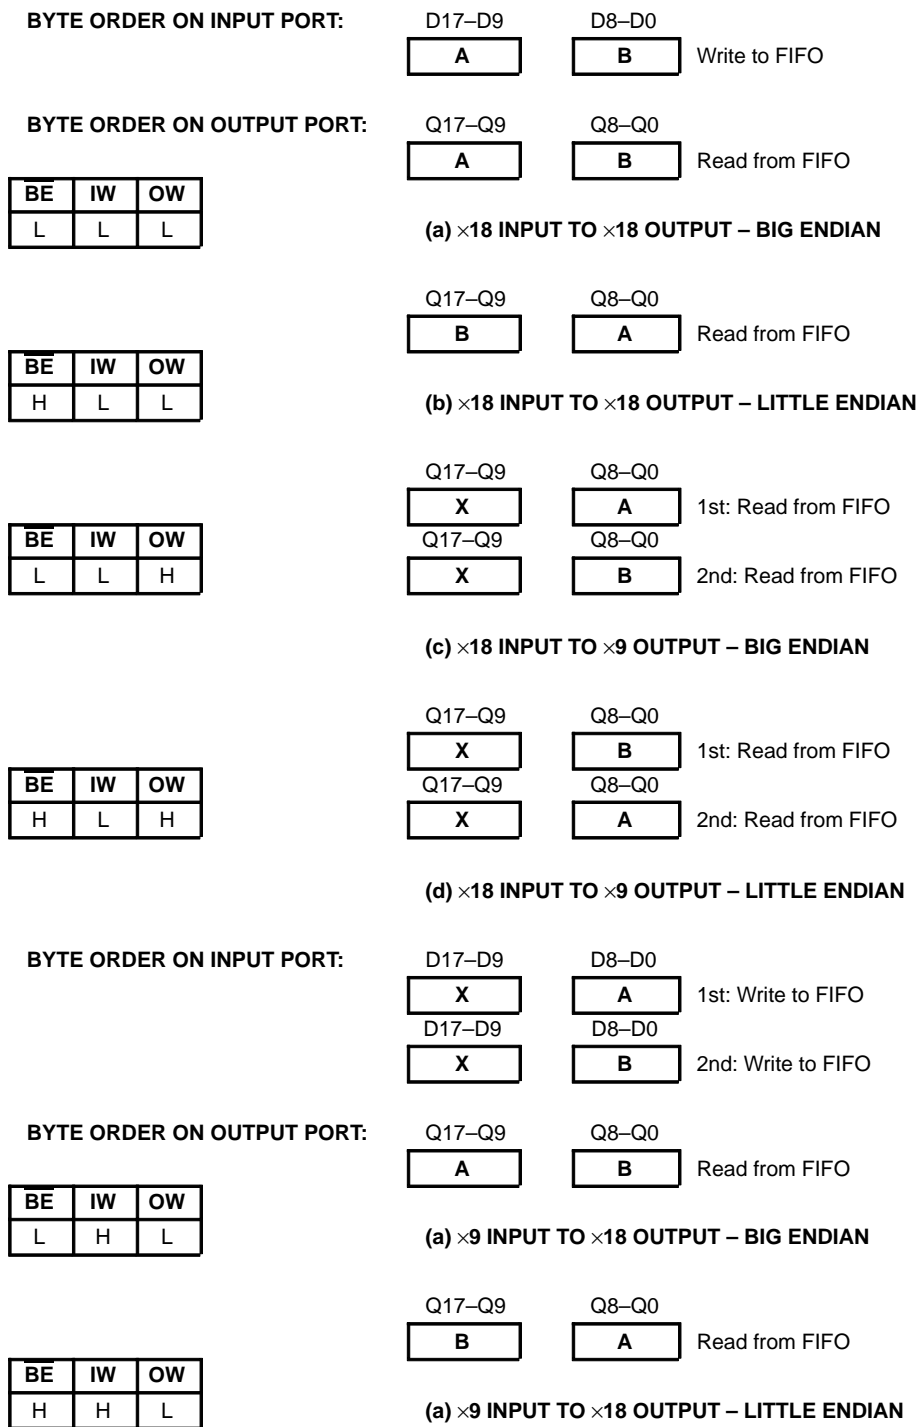 BYTE ORDER ON INPUT PORT: D17–D9 D8–D0
A B Write to FIFO
BYTE ORDER ON OUTPUT PORT: Q17–Q9 Q8–Q0
A B Read from FIFO
BE IW OW
L L L
(a) ×18 INPUT TO ×18 OUTPUT – BIG ENDIAN
Q17–Q9 Q8–Q0
B A Read from FIFO
BE IW OW
H L L
(b) ×18 INPUT TO ×18 OUTPUT – LITTLE ENDIAN
Q17–Q9 Q8–Q0
X A 1st: Read from FIFO
BE IW OW
Q17–Q9 Q8–Q0
L L H
X B 2nd: Read from FIFO
(c) ×18 INPUT TO ×9 OUTPUT – BIG ENDIAN
Q17–Q9 Q8–Q0
X B 1st: Read from FIFO
BE IW OW
Q17–Q9 Q8–Q0
H L H
X A 2nd: Read from FIFO
(d) ×18 INPUT TO ×9 OUTPUT – LITTLE ENDIAN
BYTE ORDER ON INPUT PORT: D17–D9 D8–D0
X A 1st: Write to FIFO
D17–D9 D8–D0
X B 2nd: Write to FIFO
BYTE ORDER ON OUTPUT PORT: Q17–Q9 Q8–Q0
A B Read from FIFO
BE IW OW
L H L
(a) ×9 INPUT TO ×18 OUTPUT – BIG ENDIAN
Q17–Q9 Q8–Q0
B A Read from FIFO
BE IW OW
H H L
(a) ×9 INPUT TO ×18 OUTPUT – LITTLE ENDIAN